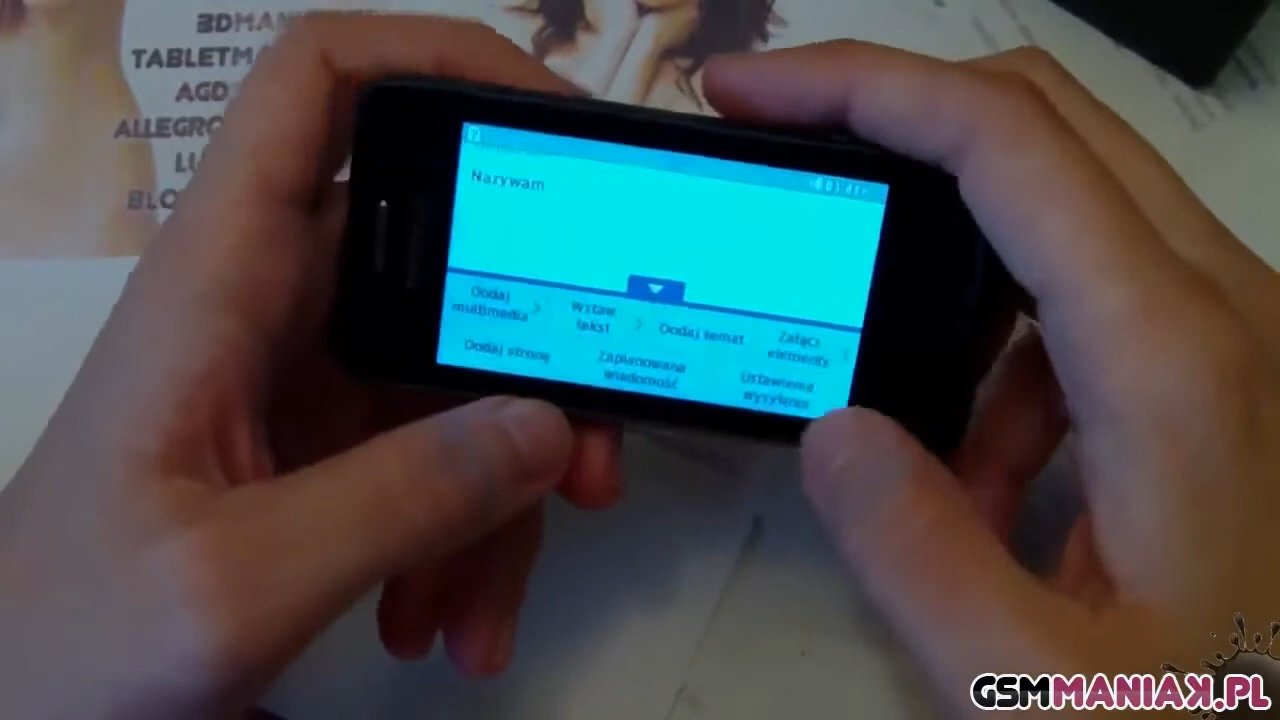 3DMAN
TABLETMA
AGD
ALLEGRO
LU
BLO
Nazywam
Dodaj
multimedia
Wstaw
tekst
Dodaj temat
Załącz
elementy
Dodaj stronę
Zaplanowana
wiadomość
Ustawienia
wysyłania
GSMMANIAK.PL